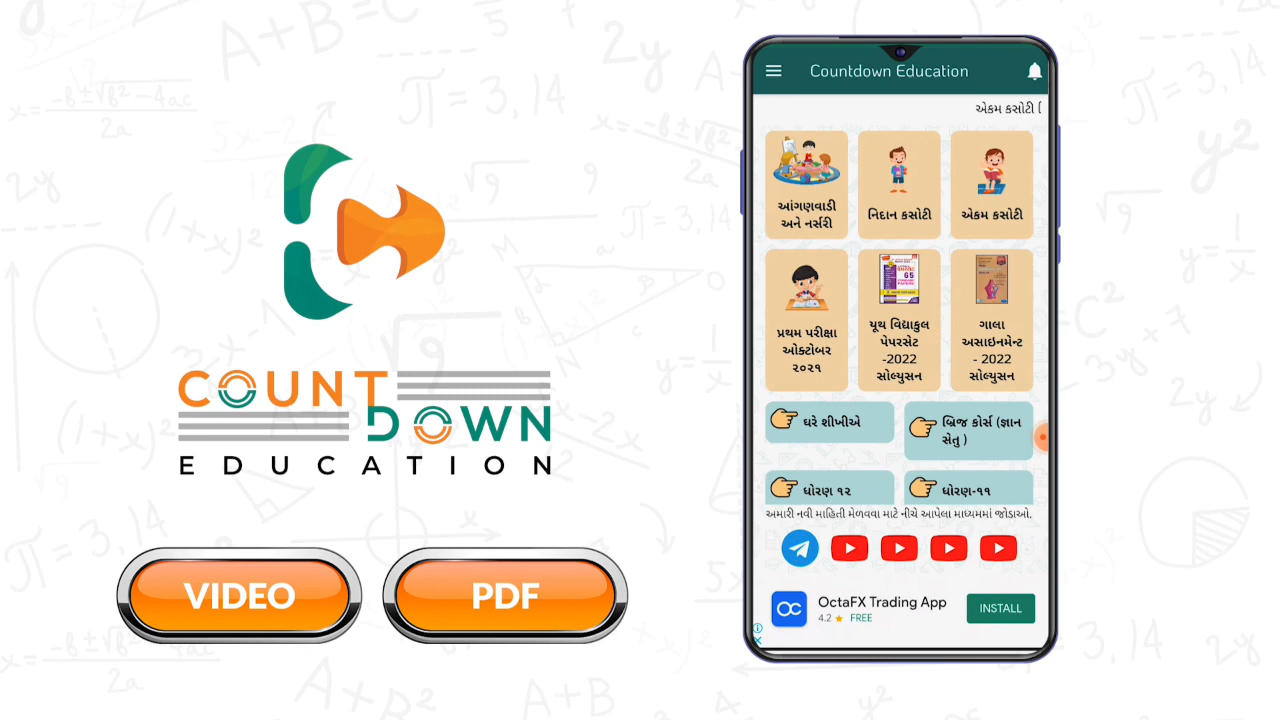 COUNT
DOWN
EDUCATION
VIDEO
PDF
Countdown Education
એકમ કસોટી [
આંગણવાડી
અને નર્સરી
નિદાન કસોટી
એકમ કસોટી
પ્રથમ પરીક્ષા
ઓક્ટોબર
૨૦૨૧
યૂથ વિદ્યાકુલ
પેપરસેટ
-2022
સોલ્યુસન
ગાલા
અસાઇનમેન્ટ
- 2022
સોલ્યુસન
ઘરે શીખીએ
બ્રિજ કોર્સ (જ્ઞાન
સેતુ )
ધોરણ ૧૨
ધોરણ-૧૧
અમારી નવી માહિતી મેળવવા માટે નીચે આપેલા માધ્યમમાં જોડાઓ.
OctaFX Trading App
4.2 ★ FREE
INSTALL